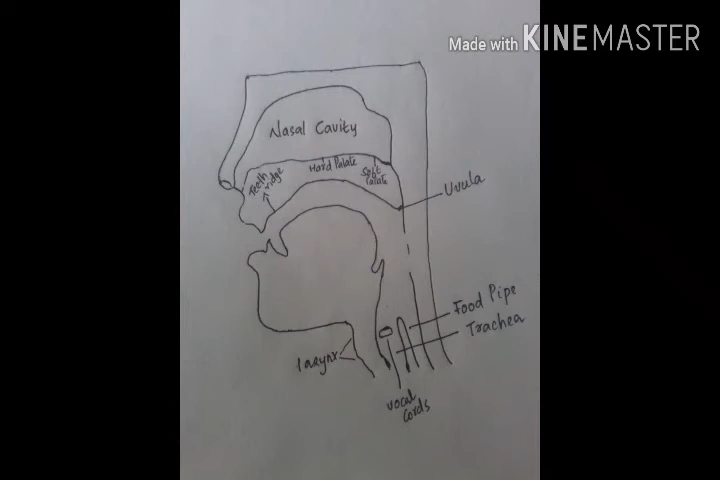 Made with KINEMASTER
Nasal Cavity
Teeth
ridge
Hard Palate
Soft
Palate
Uvula
Food Pipe
Trachea
larynx
vocal
cords